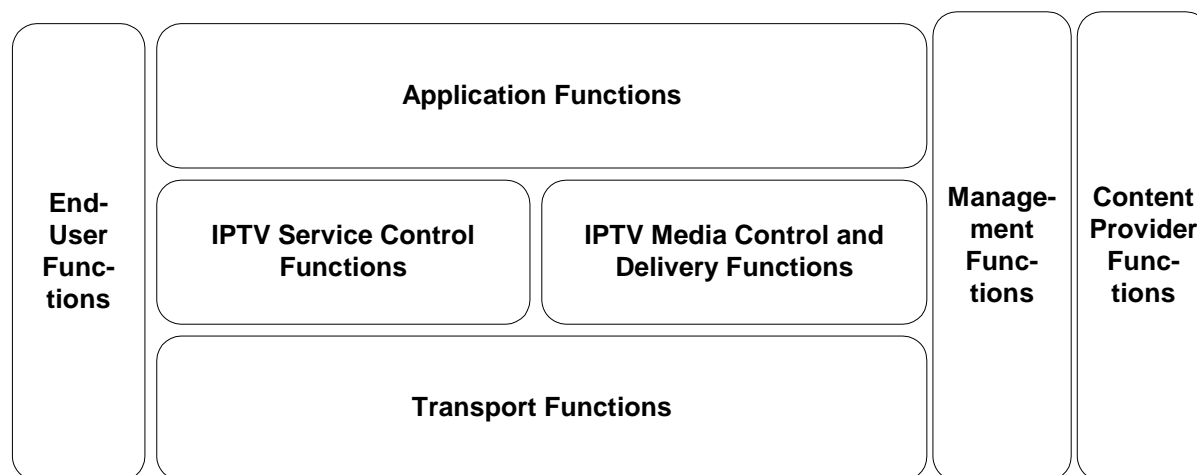 Application Functions
End-
User
Func-
tions
IPTV Service Control
Functions
IPTV Media Control and
Delivery Functions
Manage-
ment
Func-
tions
Content
Provider
Func-
tions
Transport Functions